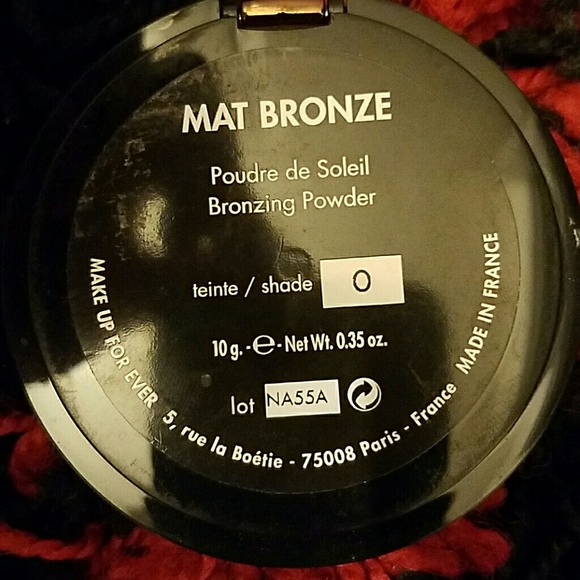 MAT BRONZE
Poudre de Soleil
Bronzing Powder
teinte / shade 0
10 g. -e- Net Wt. 0.35 oz.
lot NA55A
MAKE UP FOR EVER 5, rue la Boétie - 75008 Paris - France MADE IN FRANCE